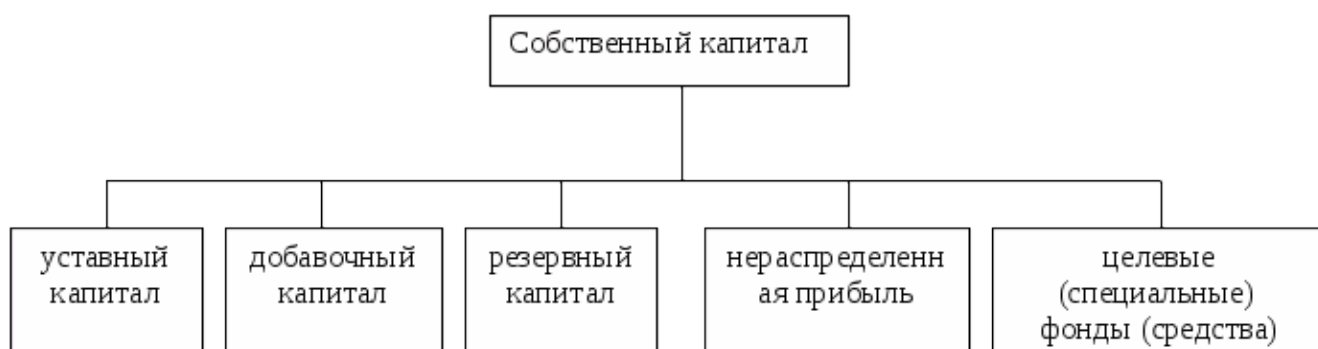 Собственный капитал
уставный
капитал
добавочный
капитал
резервный
капитал
нераспределенн
ая прибыль
целевые
(специальные)
фонды (средства)